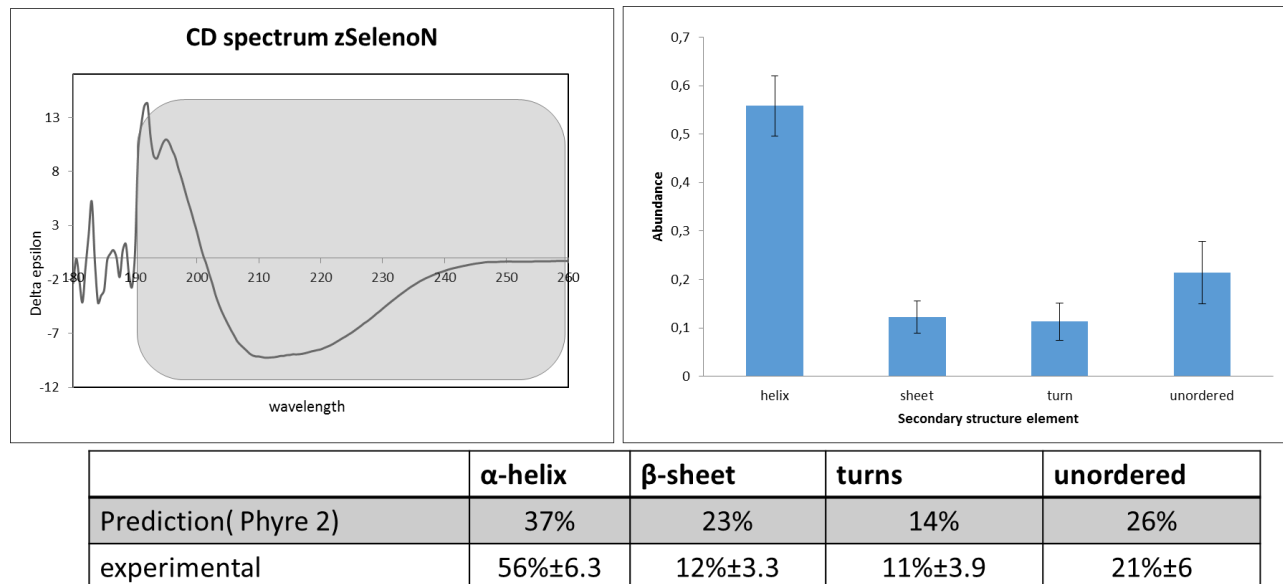 CD spectrum zSelenoN
13
8
3
-2
-7
-12
180 190 200 210 220 230 240 250 260
Delta epsilon
wavelength
0,7
0,6
0,5
0,4
0,3
0,2
0,1
0
Abundance
helix sheet turn unordered
Secondary structure element
α-helix β-sheet turns unordered
Prediction( Phyre 2) 37% 23% 14% 26%
experimental 56%±6.3 12%±3.3 11%±3.9 21%±6